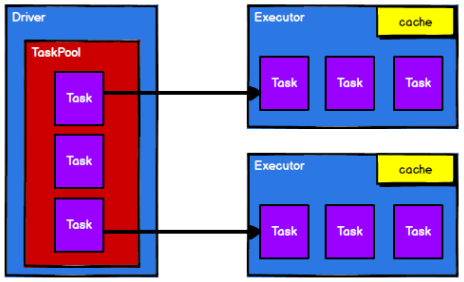 Driver
TaskPool
Task
Task
Task
Executor
cache
Task Task Task
Executor
cache
Task Task Task